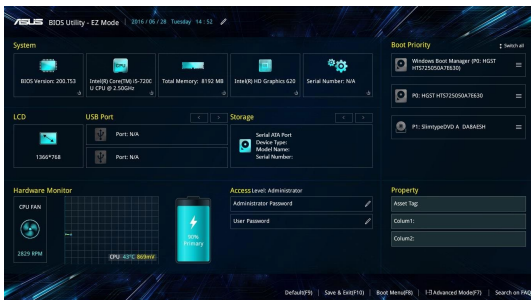 ASUS BIOS Utility - EZ Mode
2016/06/28 Tuesday 14:52
System
BIOS Version: 200.T53
Intel(R) Core(TM) i5-7200
U CPU @ 2.50GHz
Total Memory: 8192 MB
Intel(R) HD Graphics 620
Serial Number: N/A
LCD
1366*768
USB Port
Port: N/A
Port: N/A
Storage
Serial ATA Port
Device Type:
Model Name:
Serial Number:
Hardware Monitor
CPU FAN
2829 RPM
CPU 43°C 869mV
90%
Primary
Access Level: Administrator
Administrator Password
User Password
Boot Priority
Switch all
Windows Boot Manager (P0: HGST
HTS725050A7E630)
P0: HGST HTS725050A7E630
P1: SlimtypeDVD A DA8AESH
Property
Asset Tag:
Colum1:
Colum2:
Default(F9) | Save & Exit(F10) | Boot Menu(F8) | Advanced Mode(F7) | Search on FAQ